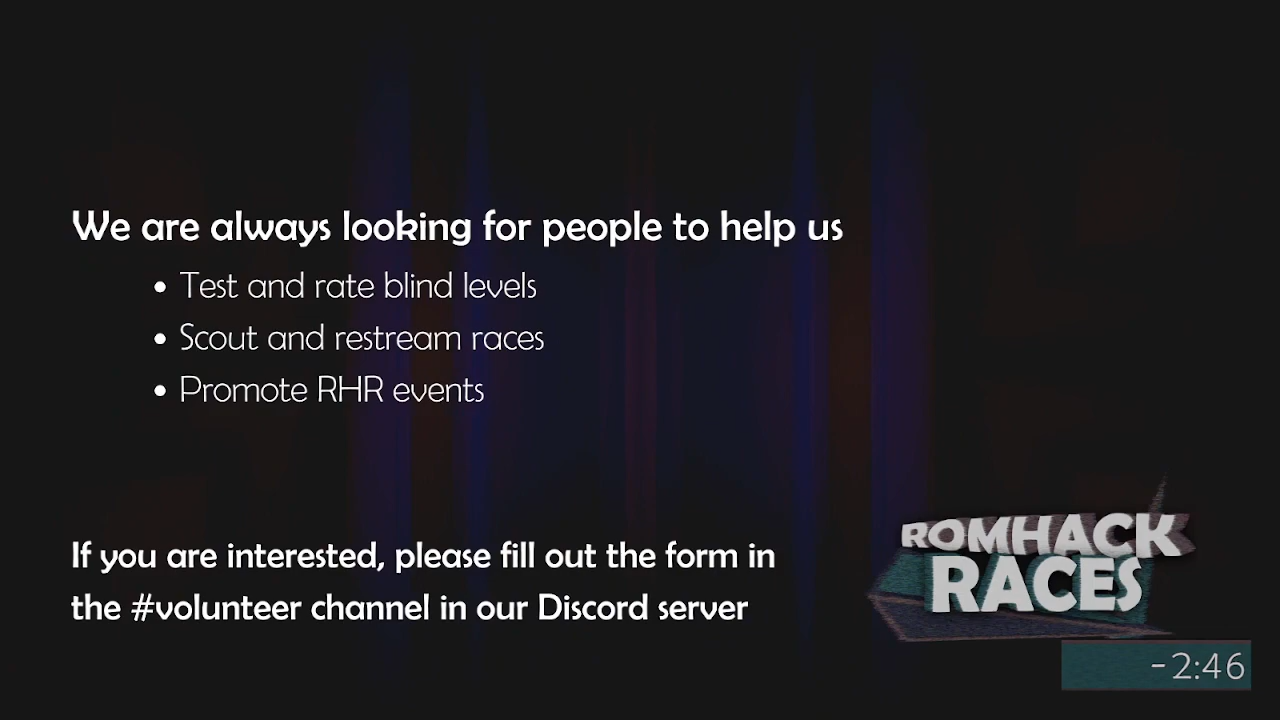 We are always looking for people to help us
• Test and rate blind levels
• Scout and restream races
• Promote RHR events
If you are interested, please fill out the form in
the #volunteer channel in our Discord server
ROMHACK
RACES
-2:46